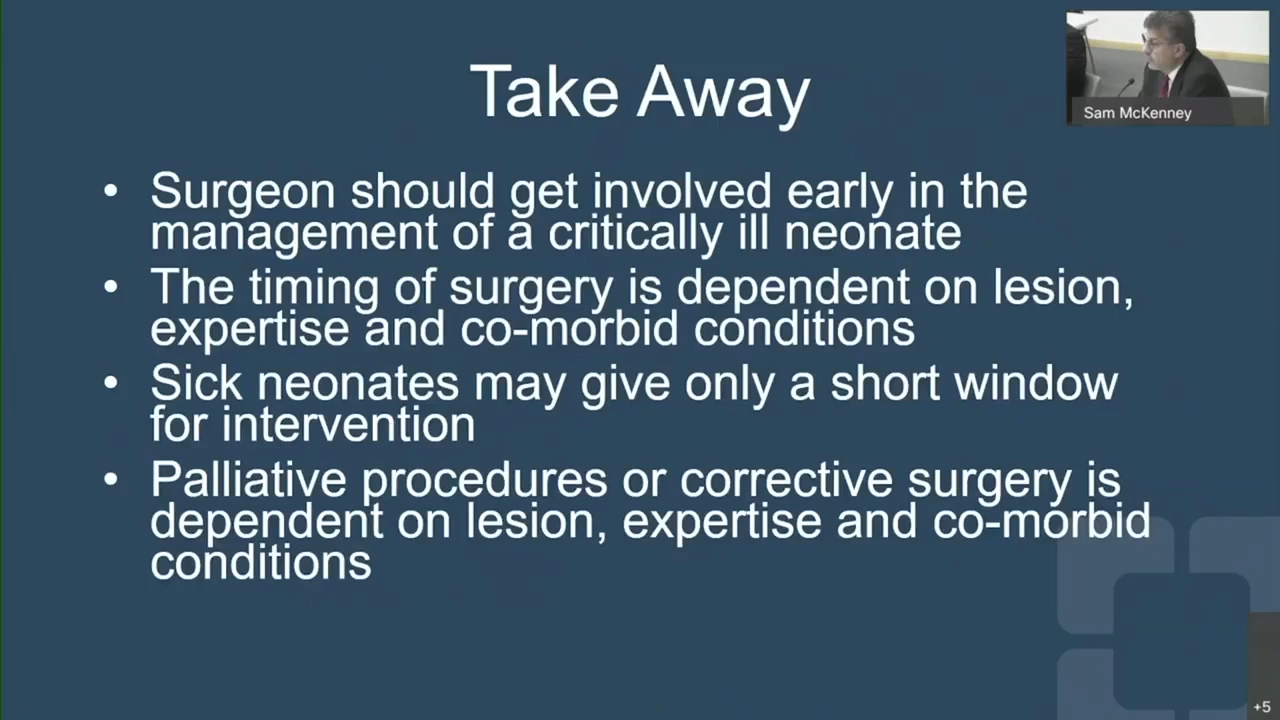 Take Away
Sam McKenney
• Surgeon should get involved early in the
management of a critically ill neonate
• The timing of surgery is dependent on lesion,
expertise and co-morbid conditions
• Sick neonates may give only a short window
for intervention
• Palliative procedures or corrective surgery is
dependent on lesion, expertise and co-morbid
conditions
+5